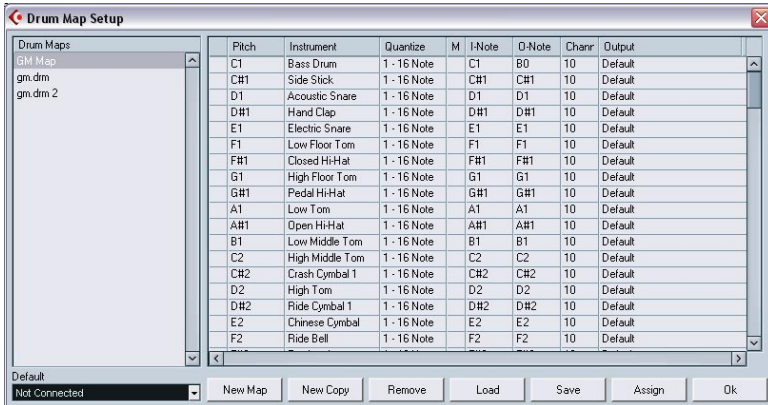 Drum Map Setup
Drum Maps
GM Map
gm.drm
gm.drm 2
Pitch Instrument Quantize M I-Note O-Note Chanr Output
C1 Bass Drum 1 - 16 Note C1 B0 10 Default
C#1 Side Stick 1 - 16 Note C#1 C#1 10 Default
D1 Acoustic Snare 1 - 16 Note D1 D1 10 Default
D#1 Hand Clap 1 - 16 Note D#1 D#1 10 Default
E1 Electric Snare 1 - 16 Note E1 E1 10 Default
F1 Low Floor Tom 1 - 16 Note F1 F1 10 Default
F#1 Closed Hi-Hat 1 - 16 Note F#1 F#1 10 Default
G1 High Floor Tom 1 - 16 Note G1 G1 10 Default
G#1 Pedal Hi-Hat 1 - 16 Note G#1 G#1 10 Default
A1 Low Tom 1 - 16 Note A1 A1 10 Default
A#1 Open Hi-Hat 1 - 16 Note A#1 A#1 10 Default
B1 Low Middle Tom 1 - 16 Note B1 B1 10 Default
C2 High Middle Tom 1 - 16 Note C2 C2 10 Default
C#2 Crash Cymbal 1 1 - 16 Note C#2 C#2 10 Default
D2 High Tom 1 - 16 Note D2 D2 10 Default
D#2 Ride Cymbal 1 1 - 16 Note D#2 D#2 10 Default
E2 Chinese Cymbal 1 - 16 Note E2 E2 10 Default
F2 Ride Bell 1 - 16 Note F2 F2 10 Default
Default
Not Connected
New Map New Copy Remove Load Save Assign Ok